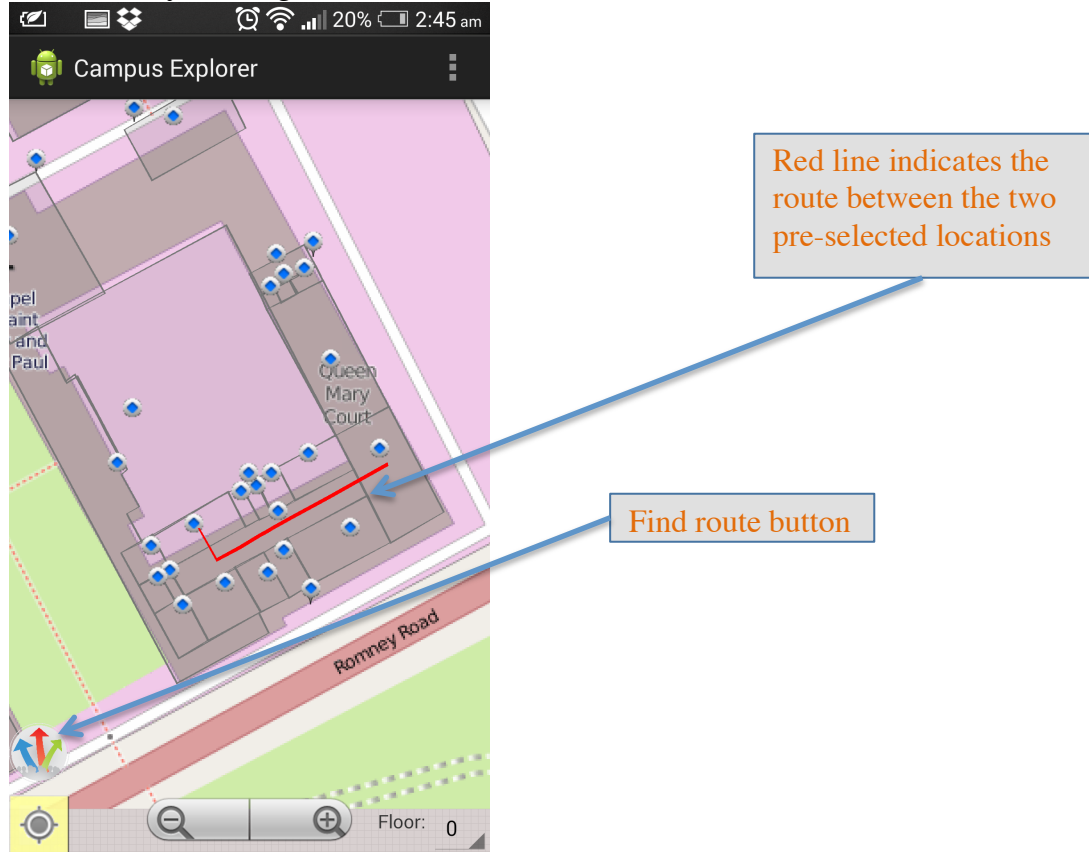 20% 2:45 am
Campus Explorer
Red line indicates the
route between the two
pre-selected locations
pel
aint
and
Paul
Queen
Mary
Court
Find route button
Romney Road
Floor: 0